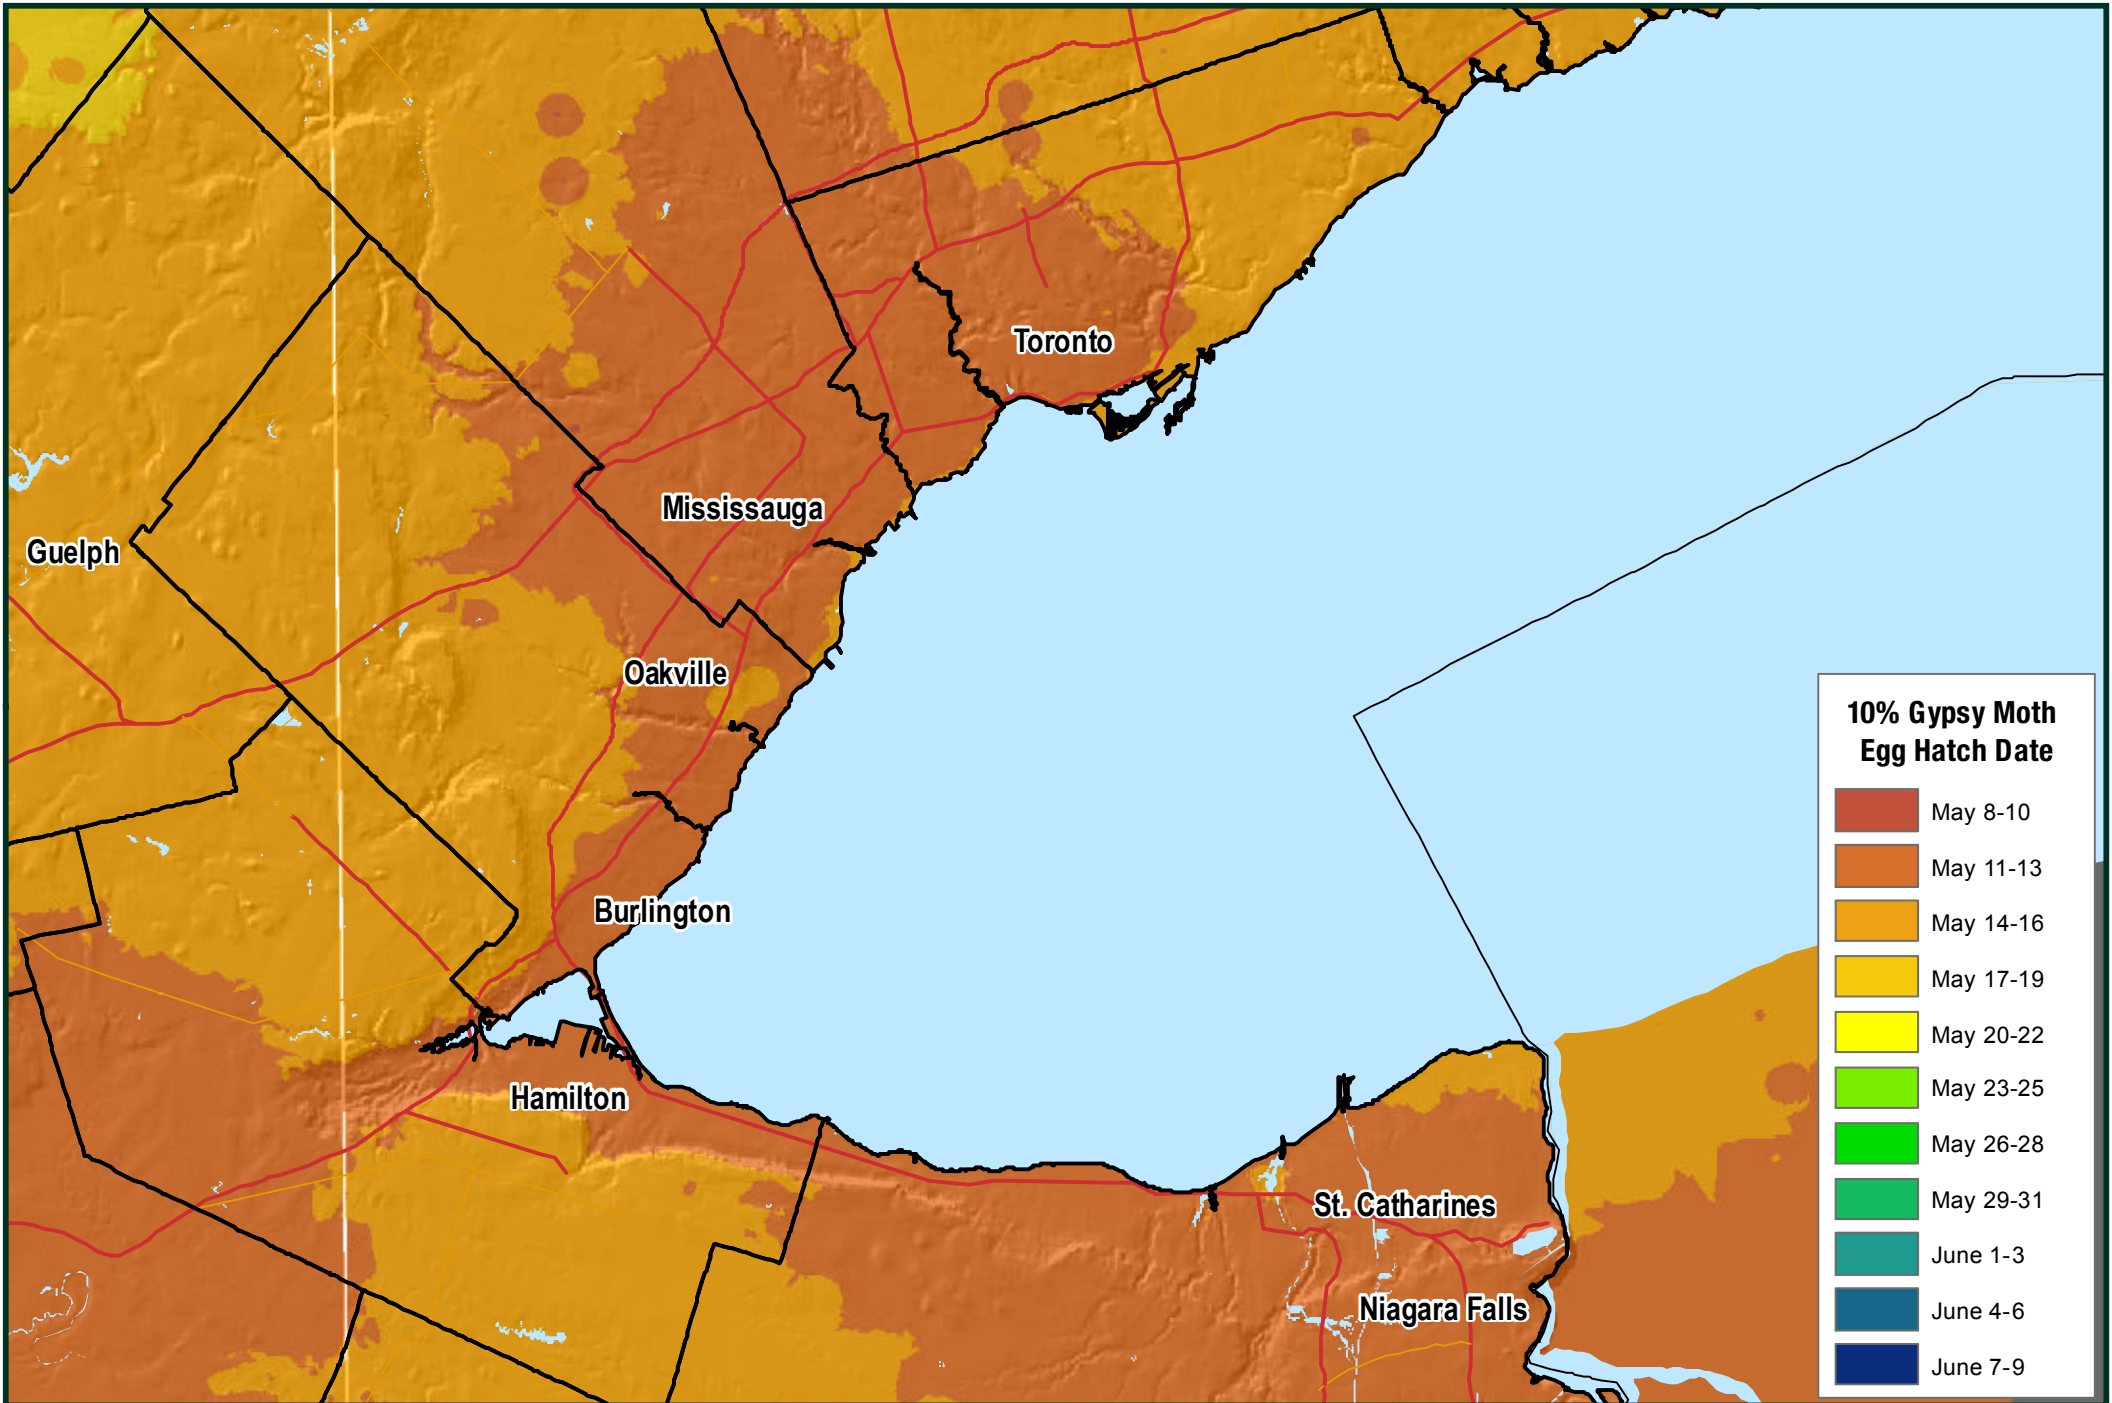 Toronto
Mississauga
Guelph
Oakville
Burlington
Hamilton
St. Catharines
Niagara Falls
10% Gypsy Moth
Egg Hatch Date
May 8-10
May 11-13
May 14-16
May 17-19
May 20-22
May 23-25
May 26-28
May 29-31
June 1-3
June 4-6
June 7-9